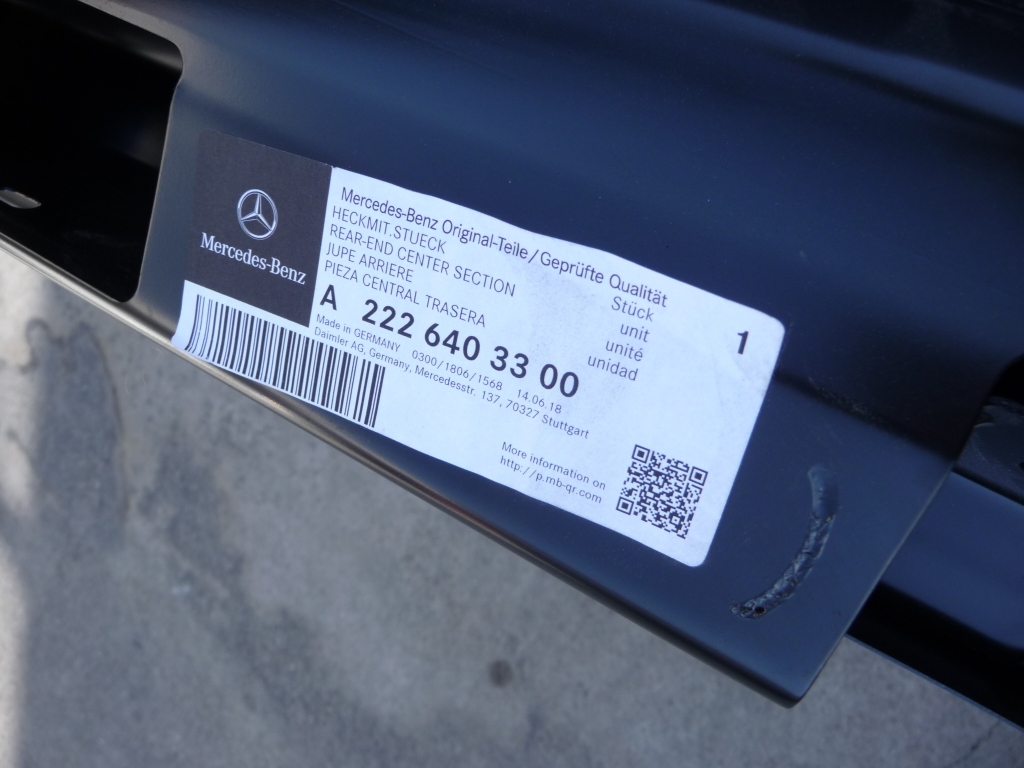 Mercedes-Benz
Mercedes-Benz Original-Teile/Geprüfte Qualität
HECKMIT.STUECK
REAR-END CENTER SECTION
JUPE ARRIERE
PIEZA CENTRAL TRASERA
Stück
unit
unité
unidad
1
A 222 640 33 00
Made in GERMANY 0300/1806/1568 14.06.18
Daimler AG, Germany, Mercedesstr. 137, 70327 Stuttgart
More information on
http://p.mb-qr.com